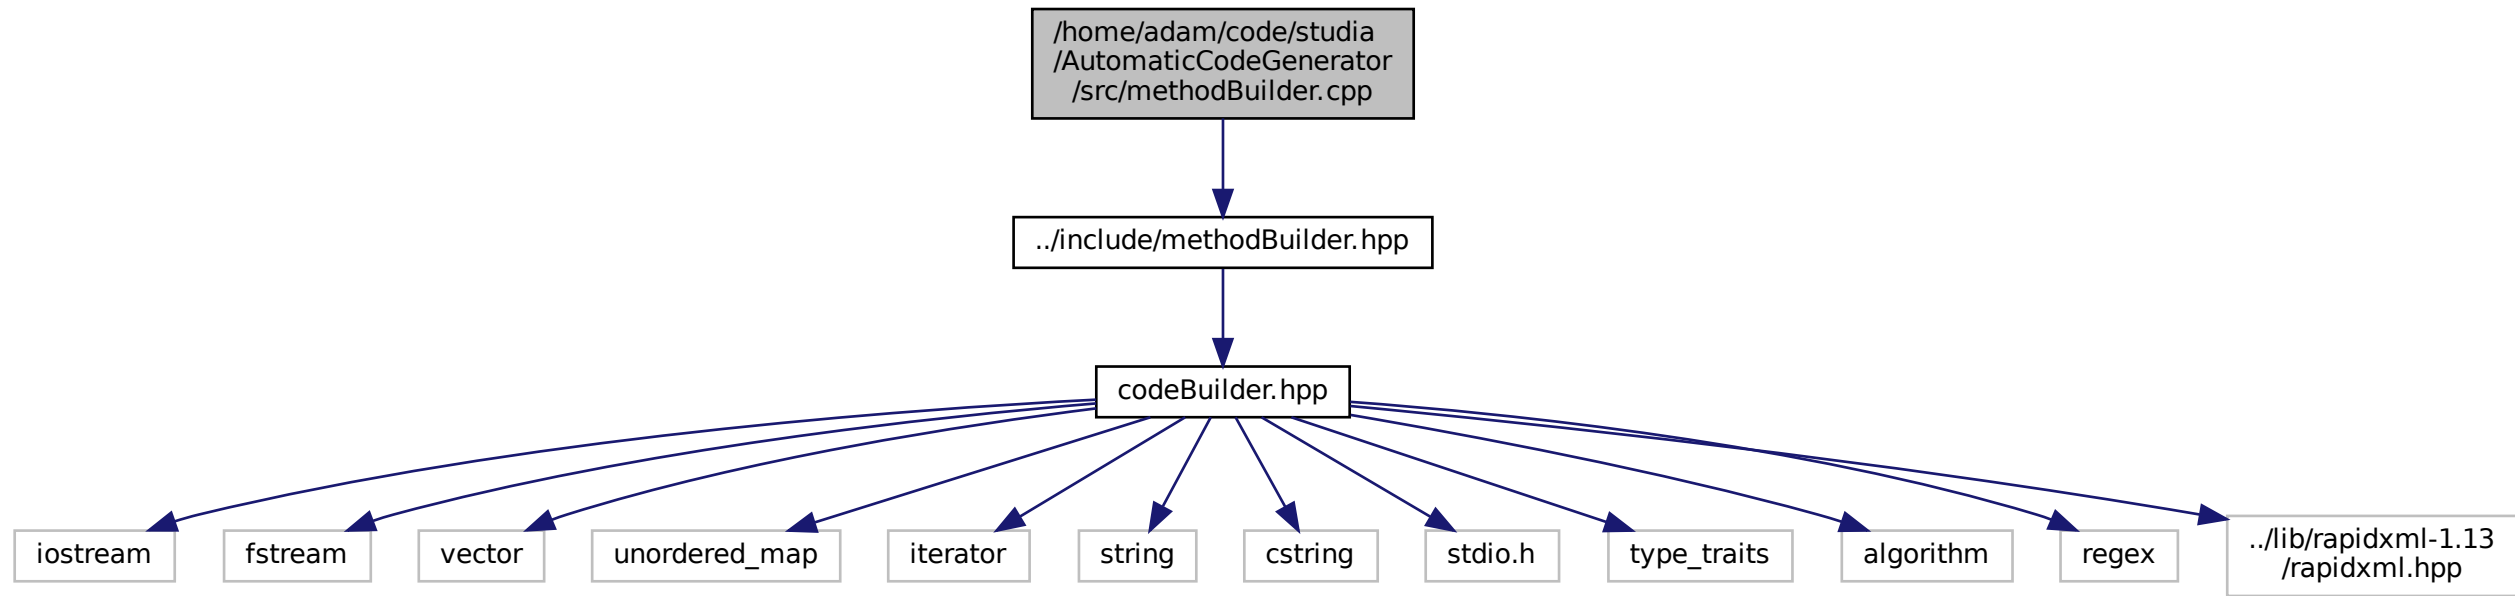 /home/adam/code/studia
/AutomaticCodeGenerator
/src/methodBuilder.cpp
../include/methodBuilder.hpp
codeBuilder.hpp
iostream
fstream
vector
unordered_map
iterator
string
cstring
stdio.h
type_traits
algorithm
regex
../lib/rapidxml-1.13
/rapidxml.hpp